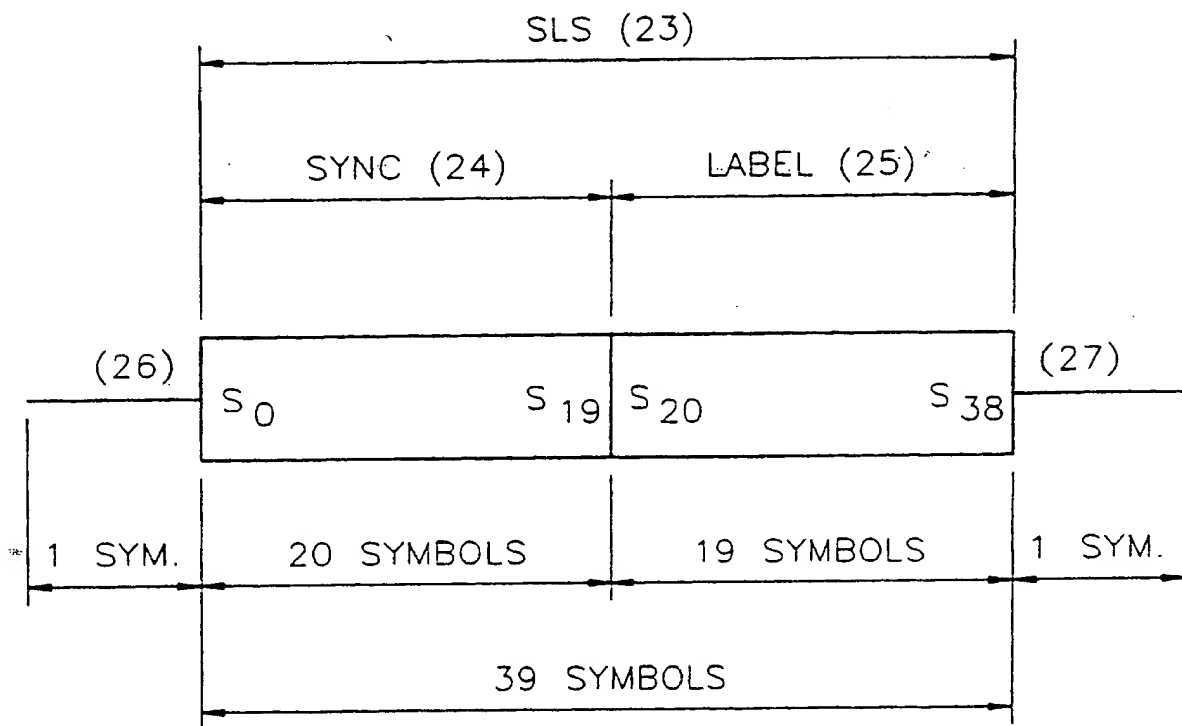 SLS (23)
SYNC (24) LABEL (25)
(26) (27)
S0 S19 S20 S38
1 SYM. 20 SYMBOLS 19 SYMBOLS 1 SYM.
39 SYMBOLS